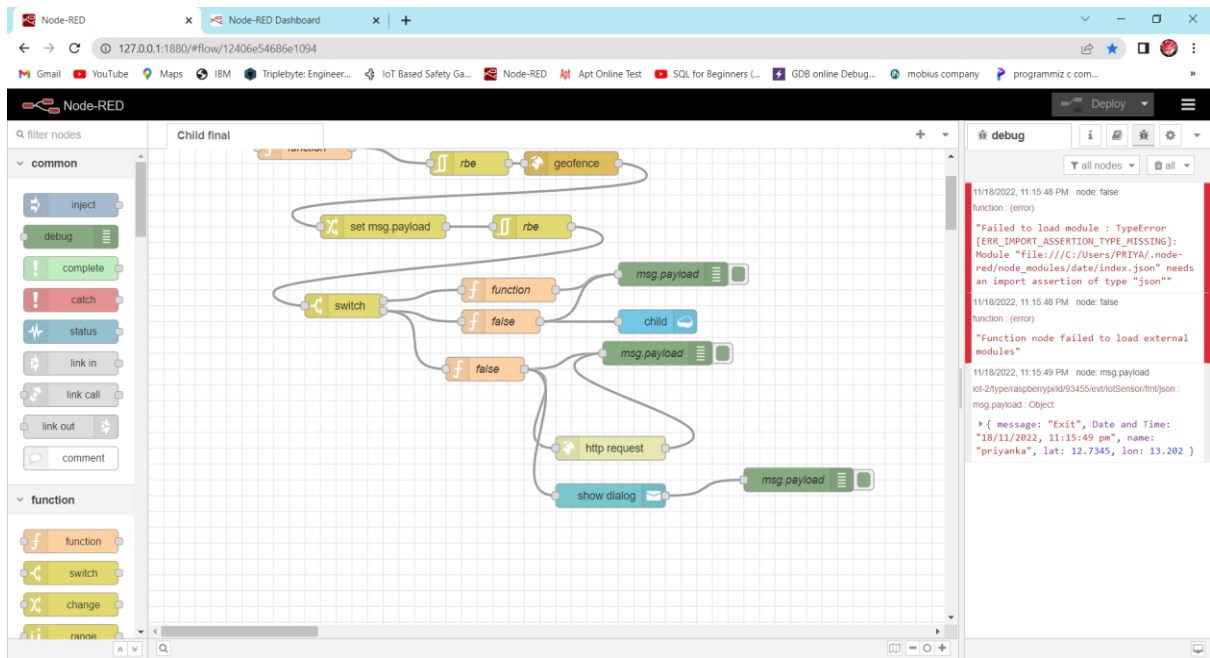 Node-RED
Node-RED Dashboard
127.0.0.1:1880/#flow/12406e54686e1094
Gmail YouTube Maps IBM Triplebyte: Engineer... IoT Based Safety Ga... Node-RED Apt Online Test SQL for Beginners (... GDB online Debug... mobius company programmiz c com... »
Node-RED
Deploy
filter nodes
common
inject
debug
complete
catch
status
link in
link call
link out
comment
function
function
switch
change
range
Child final
function
rbe
geofence
set msg.payload
rbe
switch
function
false
msg.payload
child
false
msg.payload
http request
show dialog
msg.payload
debug
all nodes
all
11/18/2022, 11:15:48 PM node: false
function : (error)
"Failed to load module : TypeError
[ERR_IMPORT_ASSERTION_TYPE_MISSING]:
Module "file:///C:/Users/PRIYA/.node-
red/node_modules/date/index.json" needs
an import assertion of type "json""
11/18/2022, 11:15:48 PM node: false
function : (error)
"Function node failed to load external
modules"
11/18/2022, 11:15:49 PM node: msg.payload
iot-2/type/raspberrypi/id/93455/evt/IotSensor/fmt/json :
msg.payload : Object
{ message: "Exit", Date and Time:
"18/11/2022, 11:15:49 pm", name:
"priyanka", lat: 12.7345, lon: 13.202 }